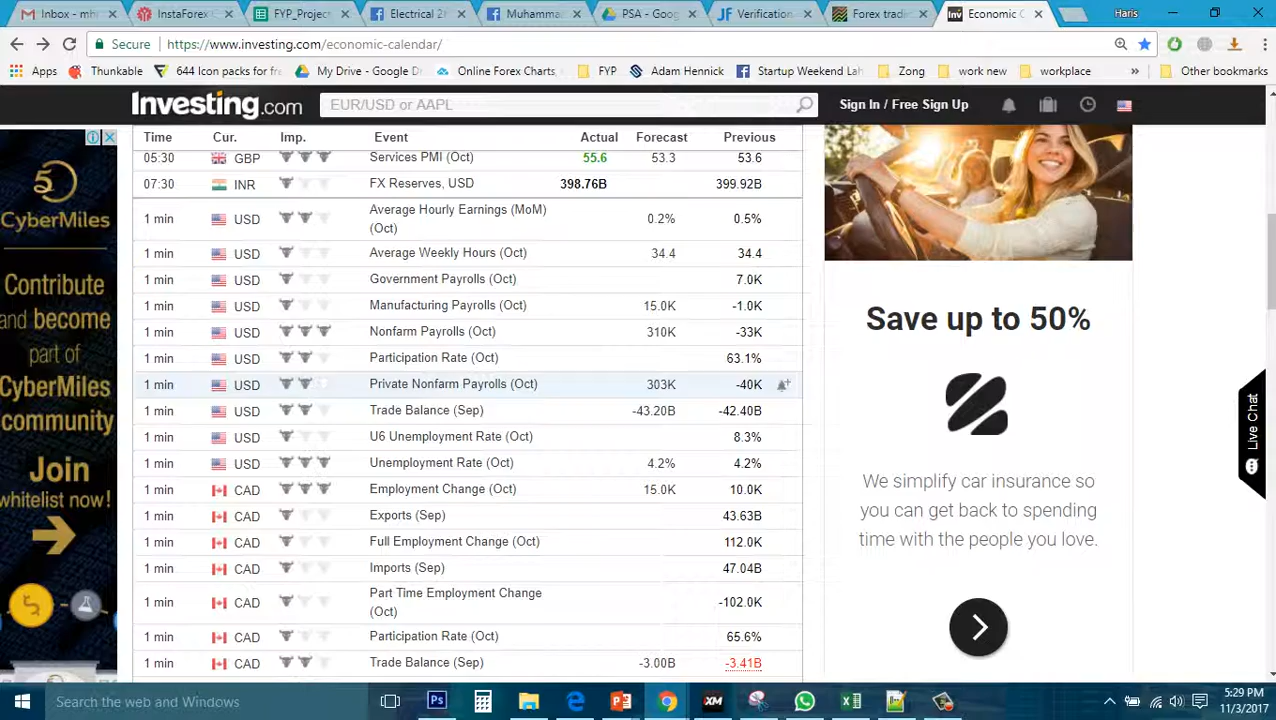 Inbox - mh
InstaForex
FYP_Project
Electrical 2
Muhammad
PSA - Goog
Verification
Forex trading
Economic C
Haris
Secure
https://www.investing.com/economic-calendar/
Apps
Thunkable
644 Icon packs for fr
My Drive - Google D
Online Forex Charts,
FYP
Adam Hennick
Startup Weekend Lah
Zong
work new
workplace
»
Other bookmarks
Investing.com
EUR/USD or AAPL
Sign In / Free Sign Up
Time Cur. Imp. Event Actual Forecast Previous
05:30 GBP Services PMI (Oct) 55.6 53.3 53.6
07:30 INR FX Reserves, USD 398.76B 399.92B
1 min USD Average Hourly Earnings (MoM) 0.2% 0.5%
(Oct)
1 min USD Average Weekly Hours (Oct) 34.4 34.4
1 min USD Government Payrolls (Oct) 7.0K
1 min USD Manufacturing Payrolls (Oct) 15.0K -1.0K
1 min USD Nonfarm Payrolls (Oct) 310K -33K
1 min USD Participation Rate (Oct) 63.1%
1 min USD Private Nonfarm Payrolls (Oct) 303K -40K
1 min USD Trade Balance (Sep) -43.20B -42.40B
1 min USD U6 Unemployment Rate (Oct) 8.3%
1 min USD Unemployment Rate (Oct) 4.2% 4.2%
1 min CAD Employment Change (Oct) 15.0K 10.0K
1 min CAD Exports (Sep) 43.63B
1 min CAD Full Employment Change (Oct) 112.0K
1 min CAD Imports (Sep) 47.04B
1 min CAD Part Time Employment Change -102.0K
(Oct)
1 min CAD Participation Rate (Oct) 65.6%
1 min CAD Trade Balance (Sep) -3.00B -3.41B
CyberMiles
Contribute
and become
part of
CyberMiles
community
Join
whitelist now!
Save up to 50%
We simplify car insurance so
you can get back to spending
time with the people you love.
Live Chat
Search the web and Windows
Ps
XM
5:29 PM
11/3/2017